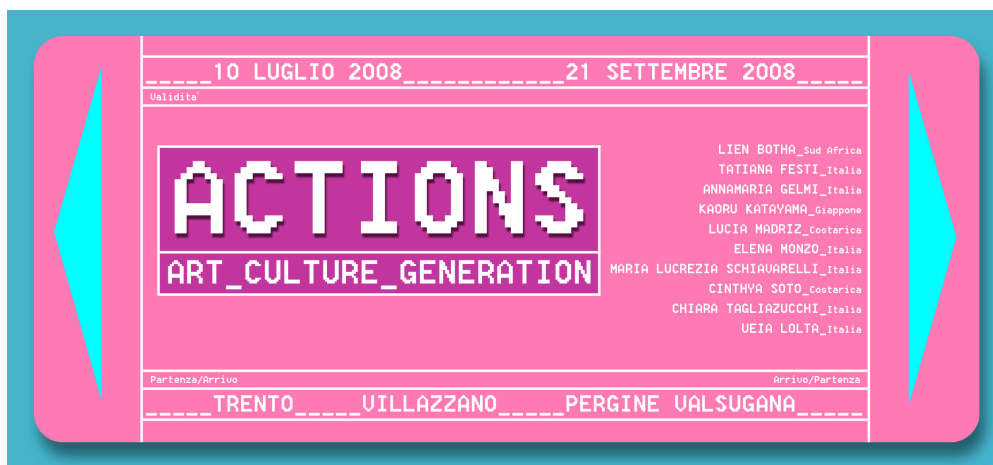 _____10 LUGLIO 2008____________21 SETTEMBRE 2008_____
Validita'
ACTIONS
ART_CULTURE_GENERATION
LIEN BOTHA_Sud Africa
TATIANA FESTI_Italia
ANNAMARIA GELMI_Italia
KAORU KATAYAMA_Giappone
LUCIA MADRIZ_Costarica
ELENA MONZO_Italia
MARIA LUCREZIA SCHIAVARELLI_Italia
CINTHYA SOTO_Costarica
CHIARA TAGLIAZUCCHI_Italia
VEIA LOLTA_Italia
Partenza/Arrivo
Arrivo/Partenza
_____TRENTO_____VILLAZZANO_____PERGINE VALSUGANA_____